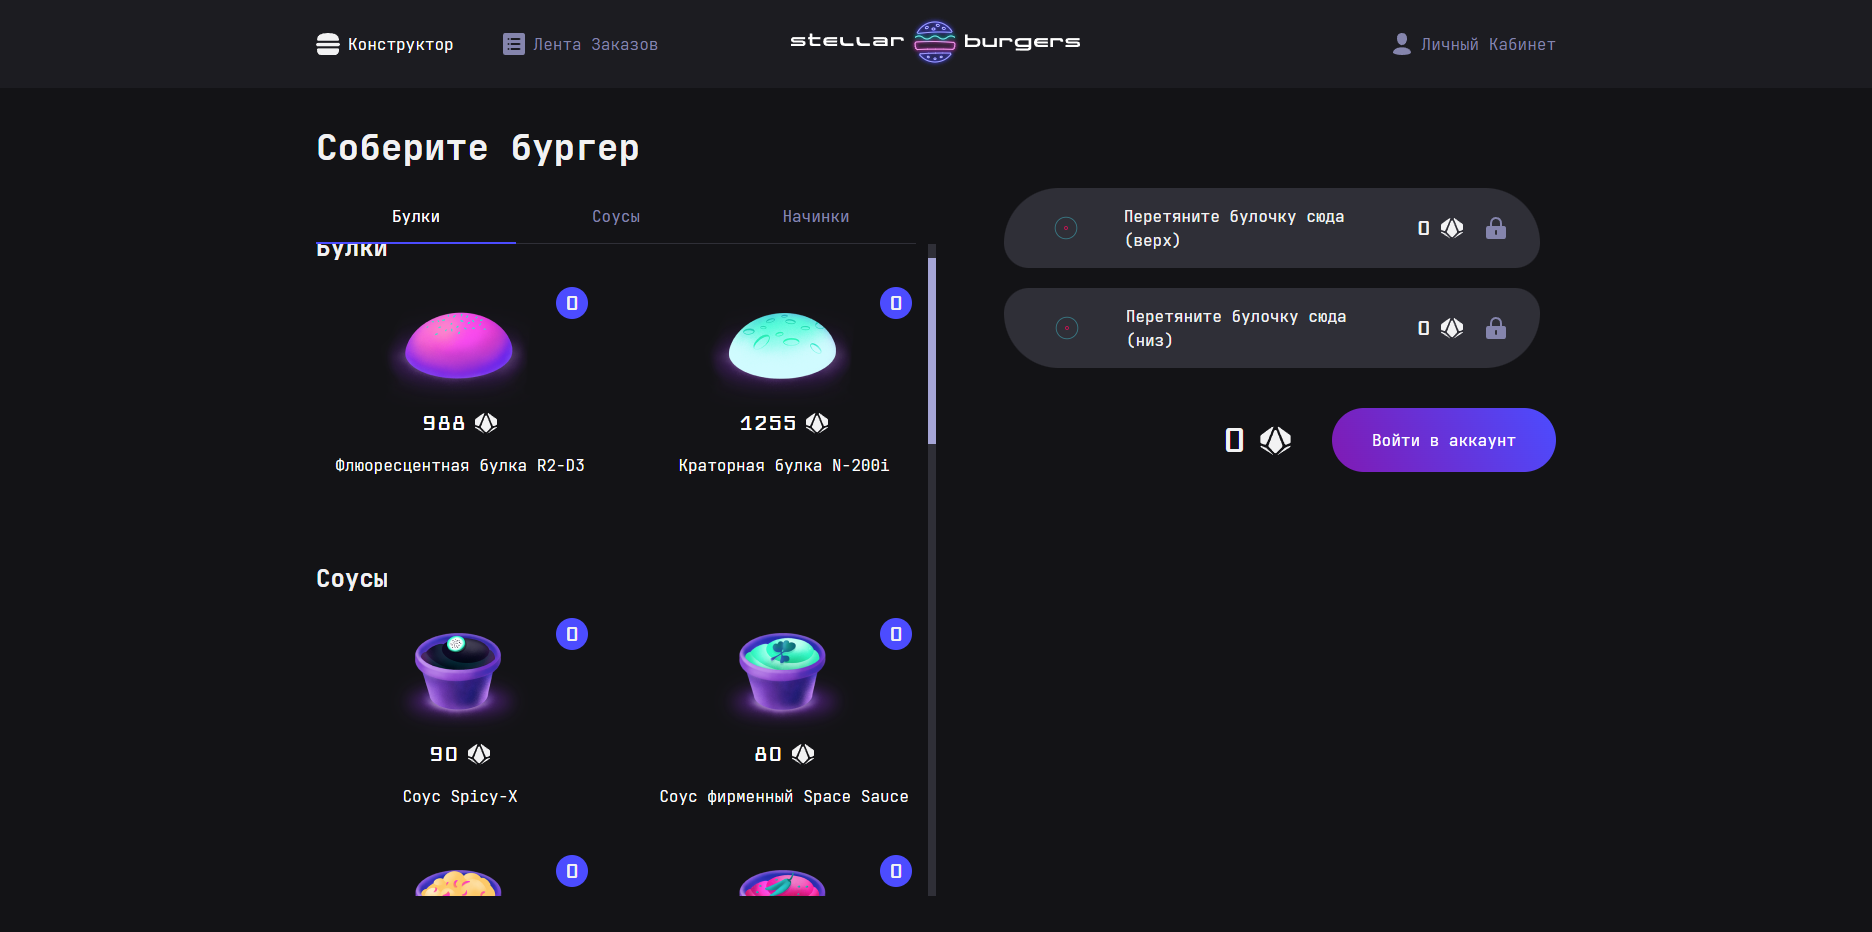 Конструктор
Лента Заказов
stellar burgers
Личный Кабинет
Соберите бургер
Булки
Соусы
Начинки
Булки
0
0
988
1255
Флюоресцентная булка R2-D3
Краторная булка N-200i
Соусы
0
0
90
80
Соус Spicy-X
Соус фирменный Space Sauce
0
0
Перетяните булочку сюда
(верх)
0
Перетяните булочку сюда
(низ)
0
0
Войти в аккаунт